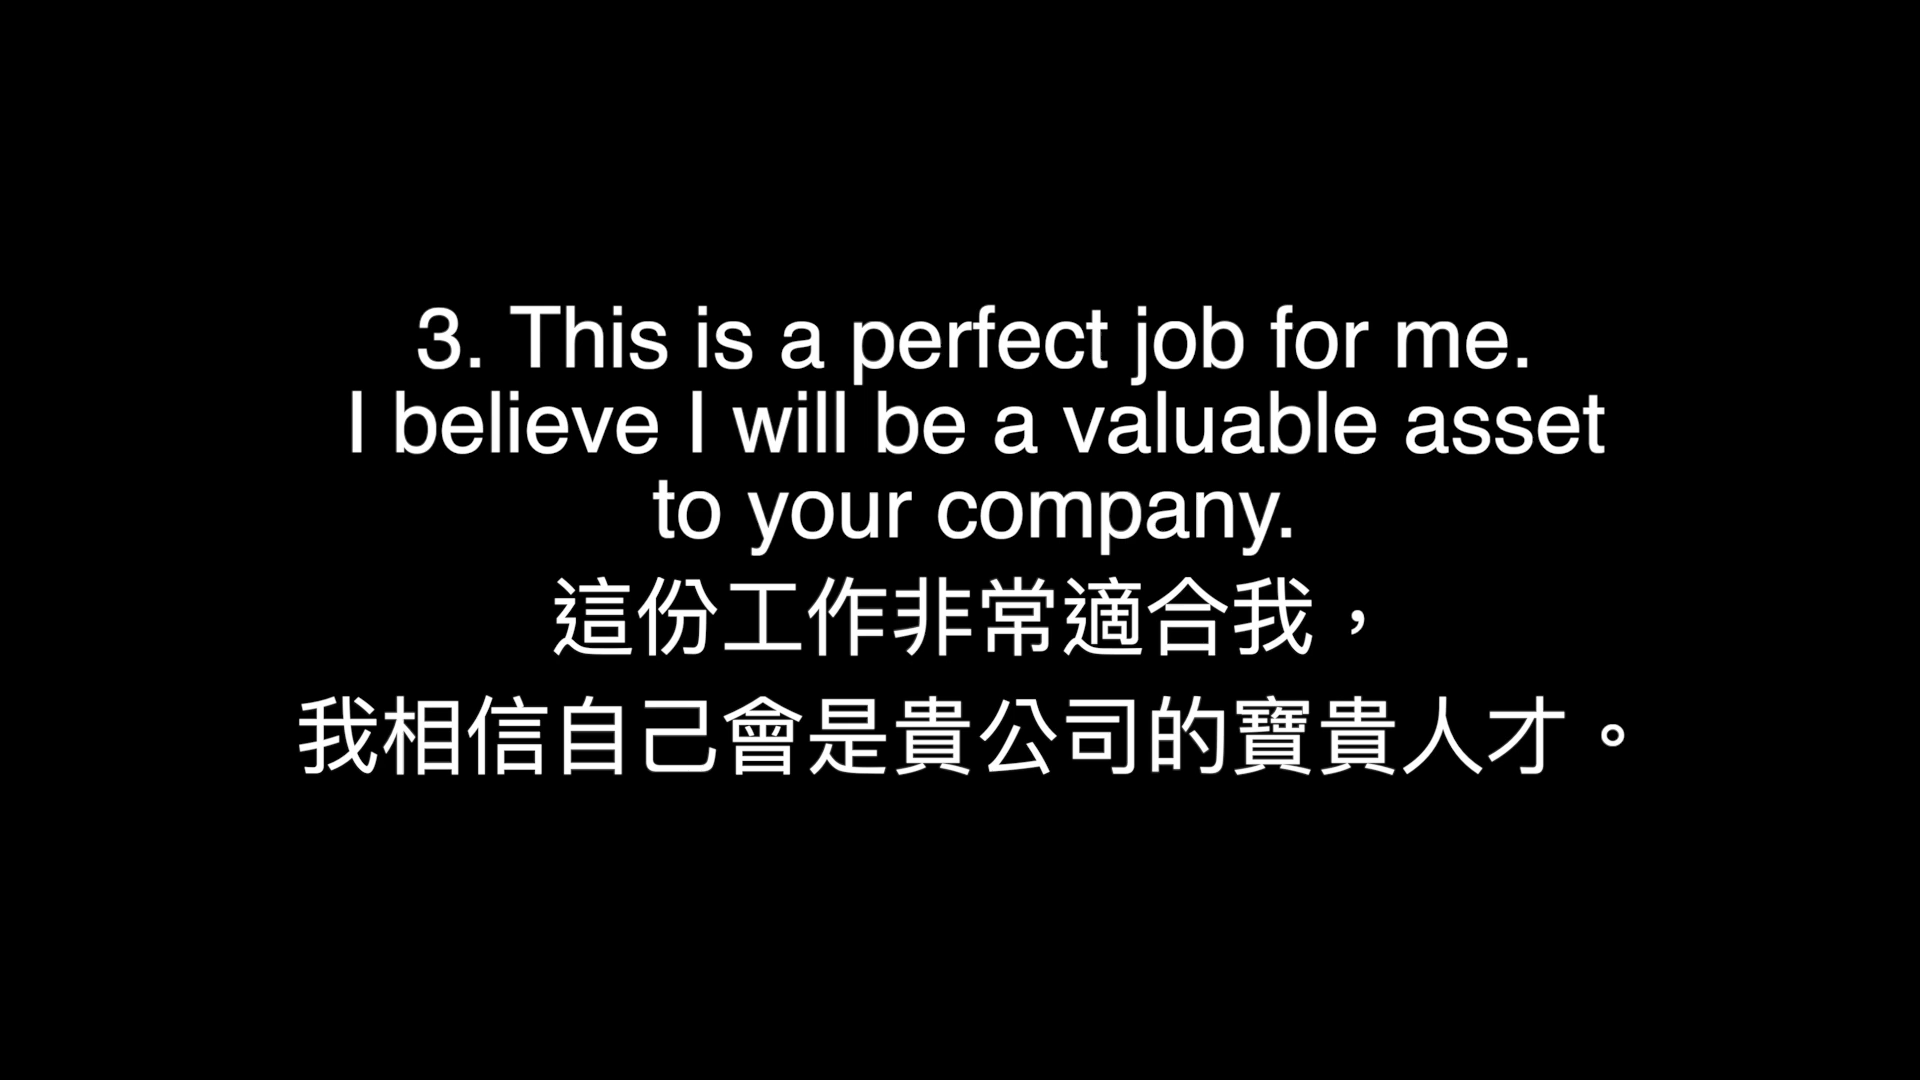 3. This is a perfect job for me.
I believe I will be a valuable asset
to your company.
這份工作非常適合我，
我相信自己會是貴公司的寶貴人才。